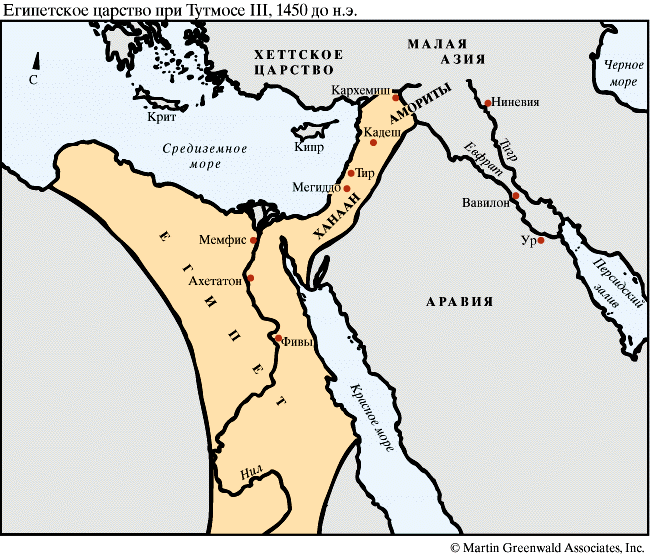 Египетское царство при Тутмосе III, 1450 до н.э.
МАЛАЯ
АЗИЯ
ХЕТТСКОЕ
ЦАРСТВО
Черное
море
С
Кархемиш
Ниневия
АМОРИТЫ
Крит
Кадеш
Кипр
Тигр
Средиземное
море
Евфрат
Тир
Мегиддо
Вавилон
ХАНААН
Мемфис
Ур
ЕГИПЕТ
Персидский
залив
Ахетатон
АРАВИЯ
Фивы
Красное море
Нил
© Martin Greenwald Associates, Inc.